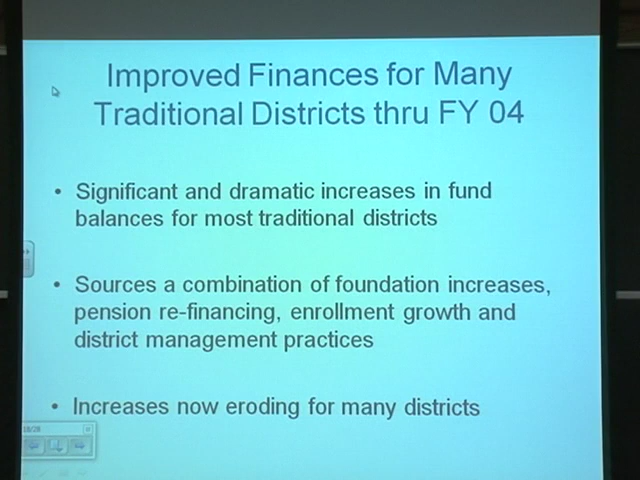 Improved Finances for Many
Traditional Districts thru FY 04
• Significant and dramatic increases in fund
balances for most traditional districts
• Sources a combination of foundation increases,
pension re-financing, enrollment growth and
district management practices
• Increases now eroding for many districts